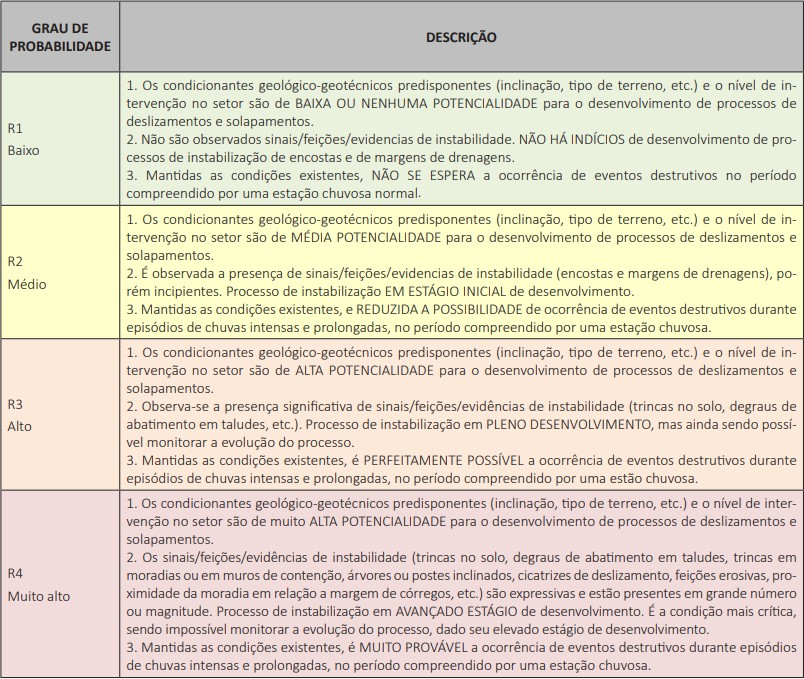 GRAU DE
PROBABILIDADE
DESCRIÇÃO
R1
Baixo
1. Os condicionantes geológico-geotécnicos predisponentes (inclinação, tipo de terreno, etc.) e o nível de in-
tervenção no setor são de BAIXA OU NENHUMA POTENCIALIDADE para o desenvolvimento de processos de
deslizamentos e solapamentos.
2. Não são observados sinais/feições/evidencias de instabilidade. NÃO HÁ INDÍCIOS de desenvolvimento de pro-
cessos de instabilização de encostas e de margens de drenagens.
3. Mantidas as condições existentes, NÃO SE ESPERA a ocorrência de eventos destrutivos no período
compreendido por uma estação chuvosa normal.
R2
Médio
1. Os condicionantes geológico-geotécnicos predisponentes (inclinação, tipo de terreno, etc.) e o nível de in-
tervenção no setor são de MÉDIA POTENCIALIDADE para o desenvolvimento de processos de deslizamentos e
solapamentos.
2. É observada a presença de sinais/feições/evidencias de instabilidade (encostas e margens de drenagens), po-
rém incipientes. Processo de instabilização EM ESTÁGIO INICIAL de desenvolvimento.
3. Mantidas as condições existentes, e REDUZIDA A POSSIBILIDADE de ocorrência de eventos destrutivos durante
episódios de chuvas intensas e prolongadas, no período compreendido por uma estação chuvosa.
R3
Alto
1. Os condicionantes geológico-geotécnicos predisponentes (inclinação, tipo de terreno, etc.) e o nível de in-
tervenção no setor são de ALTA POTENCIALIDADE para o desenvolvimento de processos de deslizamentos e
solapamentos.
2. Observa-se a presença significativa de sinais/feições/evidências de instabilidade (trincas no solo, degraus de
abatimento em taludes, etc.). Processo de instabilização em PLENO DESENVOLVIMENTO, mas ainda sendo possí-
vel monitorar a evolução do processo.
3. Mantidas as condições existentes, é PERFEITAMENTE POSSÍVEL a ocorrência de eventos destrutivos durante
episódios de chuvas intensas e prolongadas, no período compreendido por uma estão chuvosa.
R4
Muito alto
1. Os condicionantes geológico-geotécnicos predisponentes (inclinação, tipo de terreno, etc.) e o nível de inter-
venção no setor são de muito ALTA POTENCIALIDADE para o desenvolvimento de processos de deslizamentos e
solapamentos.
2. Os sinais/feições/evidências de instabilidade (trincas no solo, degraus de abatimento em taludes, trincas em
moradias ou em muros de contenção, árvores ou postes inclinados, cicatrizes de deslizamento, feições erosivas, pro-
ximidade da moradia em relação a margem de córregos, etc.) são expressivas e estão presentes em grande número
ou magnitude. Processo de instabilização em AVANÇADO ESTÁGIO de desenvolvimento. É a condição mais crítica,
sendo impossível monitorar a evolução do processo, dado seu elevado estágio de desenvolvimento.
3. Mantidas as condições existentes, é MUITO PROVÁVEL a ocorrência de eventos destrutivos durante episódios
de chuvas intensas e prolongadas, no período compreendido por uma estação chuvosa.